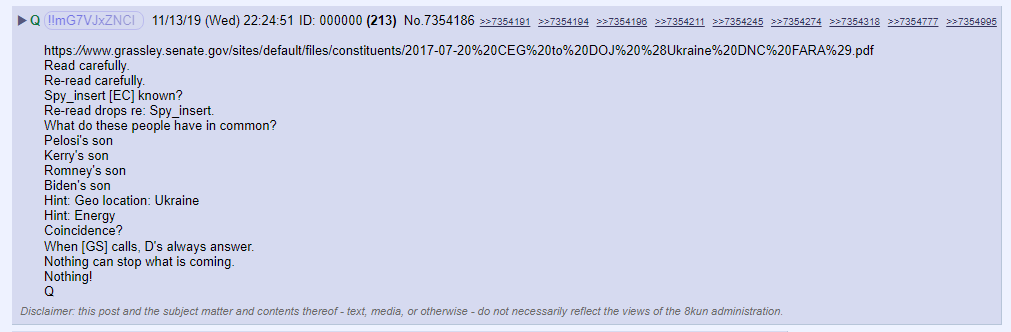 ▶ Q !!mG7VJxZNCI 11/13/19 (Wed) 22:24:51 ID: 000000 (213) No.7354186 >>7354191 >>7354194 >>7354196 >>7354211 >>7354245 >>7354274 >>7354318 >>7354777 >>7354995
https://www.grassley.senate.gov/sites/default/files/constituents/2017-07-20%20CEG%20to%20DOJ%20%28Ukraine%20DNC%20FARA%29.pdf
Read carefully.
Re-read carefully.
Spy_insert [EC] known?
Re-read drops re: Spy_insert.
What do these people have in common?
Pelosi's son
Kerry's son
Romney's son
Biden's son
Hint: Geo location: Ukraine
Hint: Energy
Coincidence?
When [GS] calls, D's always answer.
Nothing can stop what is coming.
Nothing!
Q
Disclaimer: this post and the subject matter and contents thereof - text, media, or otherwise - do not necessarily reflect the views of the 8kun administration.